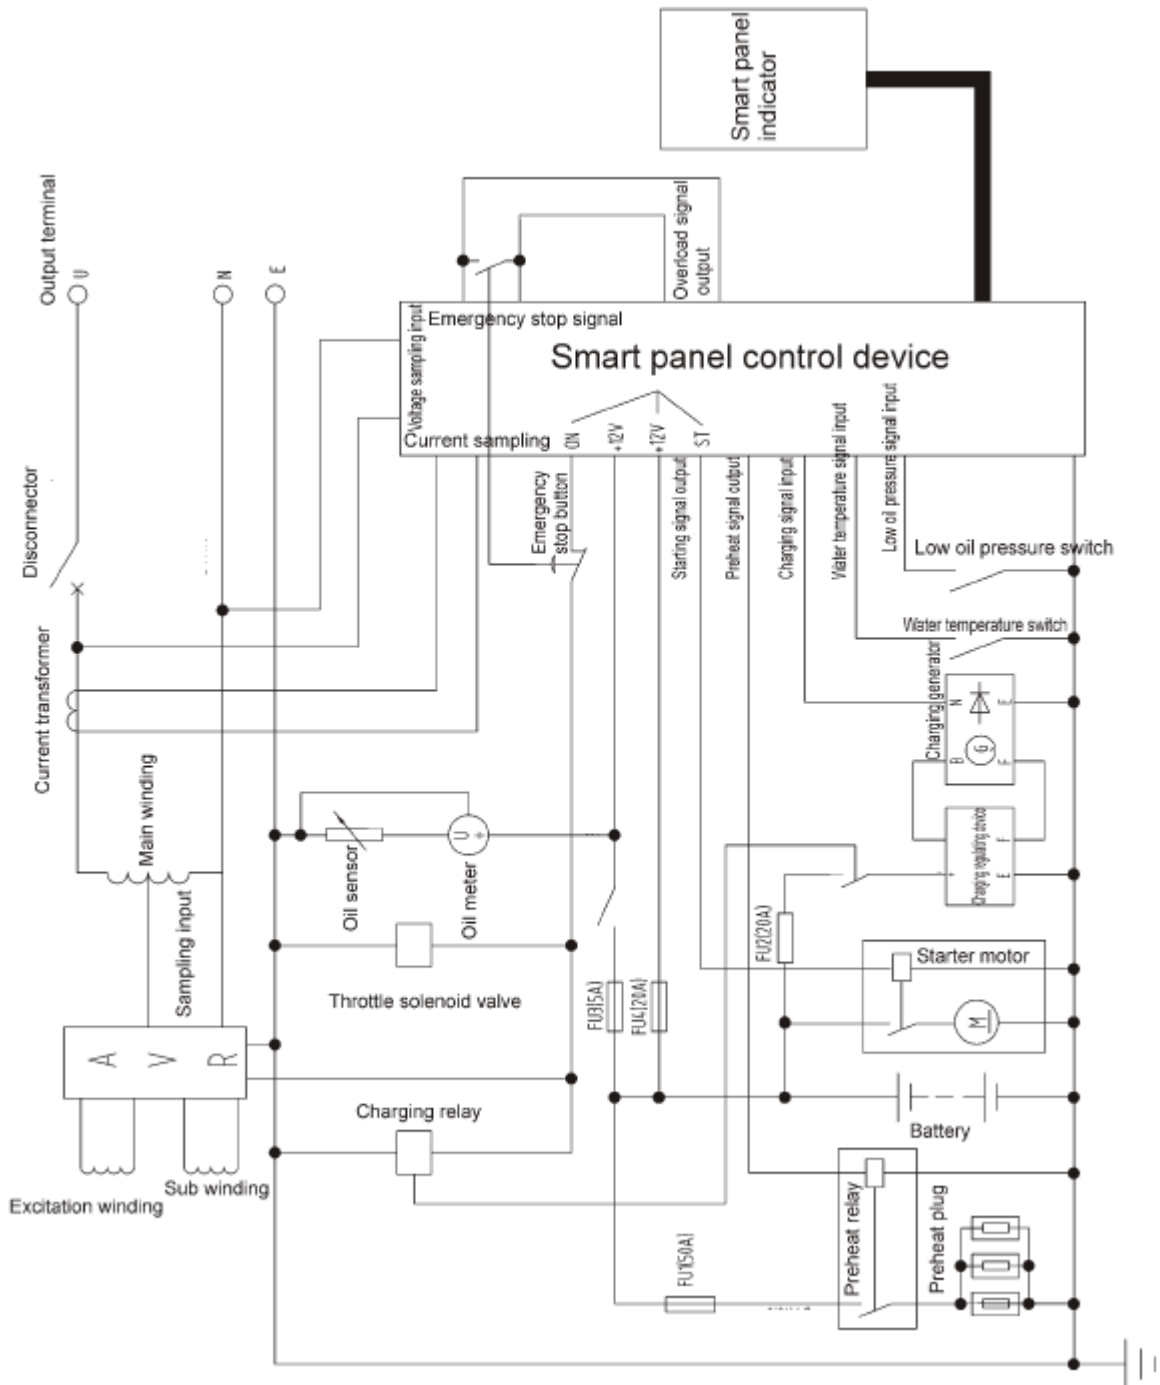 Smart panel
indicator
Output terminal
U
N
E
Overload signal
output
Emergency stop signal
Voltage sampling input
Smart panel control device
Current sampling
ON
+12V
+12V
ST
Emergency
stop button
Starting signal output
Preheat signal output
Charging signal input
Water temperature signal input
Low oil pressure signal input
Disconnector
Low oil pressure switch
Water temperature switch
Current transformer
Charging generator
N
E
G
B
F
Main winding
Charging regulating device
+
F
E
Oil sensor
U
+
Oil meter
Sampling input
FU2(20A)
Starter motor
M
Throttle solenoid valve
FU3(5A)
FU4(20A)
A
V
R
Charging relay
Battery
Excitation winding
Sub winding
Preheat relay
Preheat plug
FU1(50A)